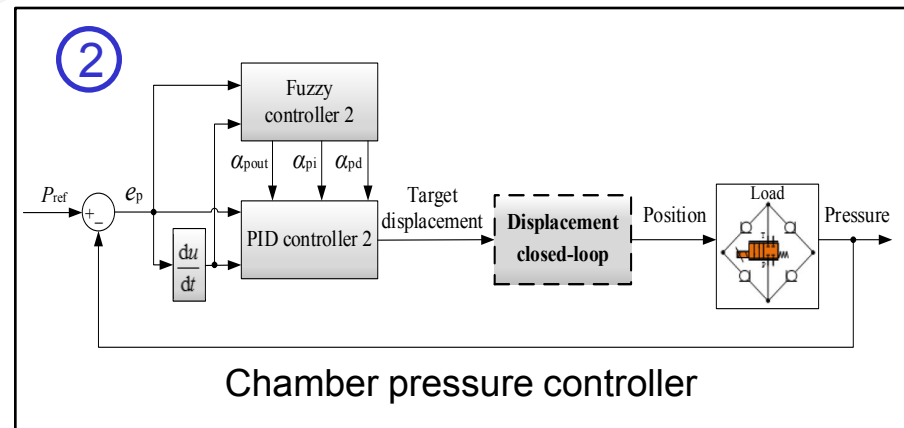 2
Fuzzy
controller 2
αpout
αpi
αpd
Pref
ep
+
−
du
dt
PID controller 2
Target
displacement
Displacement
closed-loop
Position
Load
Pressure
Chamber pressure controller